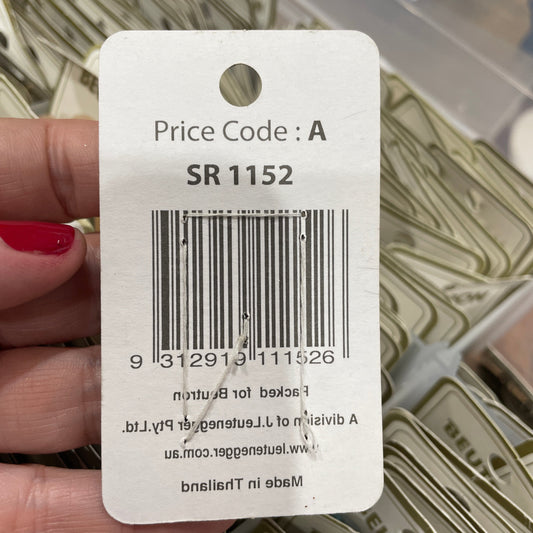 Price Code : A
SR 1152
9 312919 111526
Packed for Beutron
A division of J.Leutenegger Pty.Ltd.
www.leutenegger.com.au
Made in Thailand
BEUT